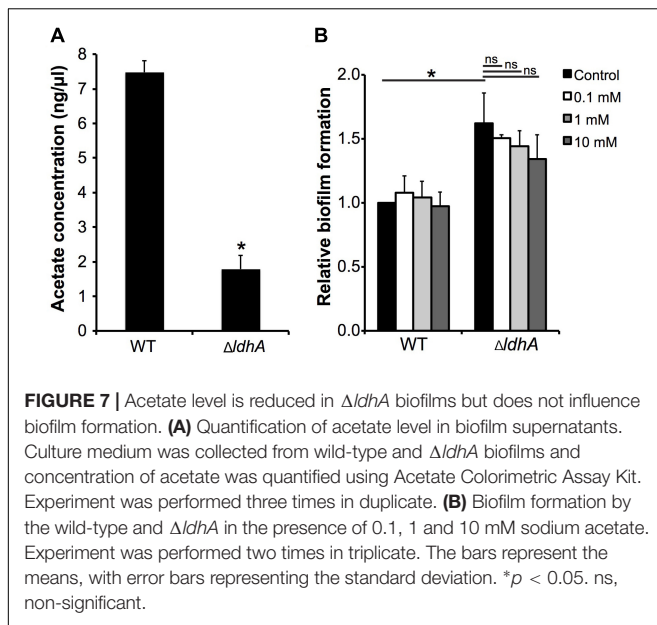 A
B
Acetate concentration (ng/µl)
8
7
6
5
4
3
2
1
0
*
WT
ΔldhA
Relative biofilm formation
2.0
1.5
1.0
0.5
0.0
*
ns
ns
ns
WT
ΔldhA
Control
0.1 mM
1 mM
10 mM
FIGURE 7 | Acetate level is reduced in ΔldhA biofilms but does not influence
biofilm formation. (A) Quantification of acetate level in biofilm supernatants.
Culture medium was collected from wild-type and ΔldhA biofilms and
concentration of acetate was quantified using Acetate Colorimetric Assay Kit.
Experiment was performed three times in duplicate. (B) Biofilm formation by
the wild-type and ΔldhA in the presence of 0.1, 1 and 10 mM sodium acetate.
Experiment was performed two times in triplicate. The bars represent the
means, with error bars representing the standard deviation. *p < 0.05. ns,
non-significant.